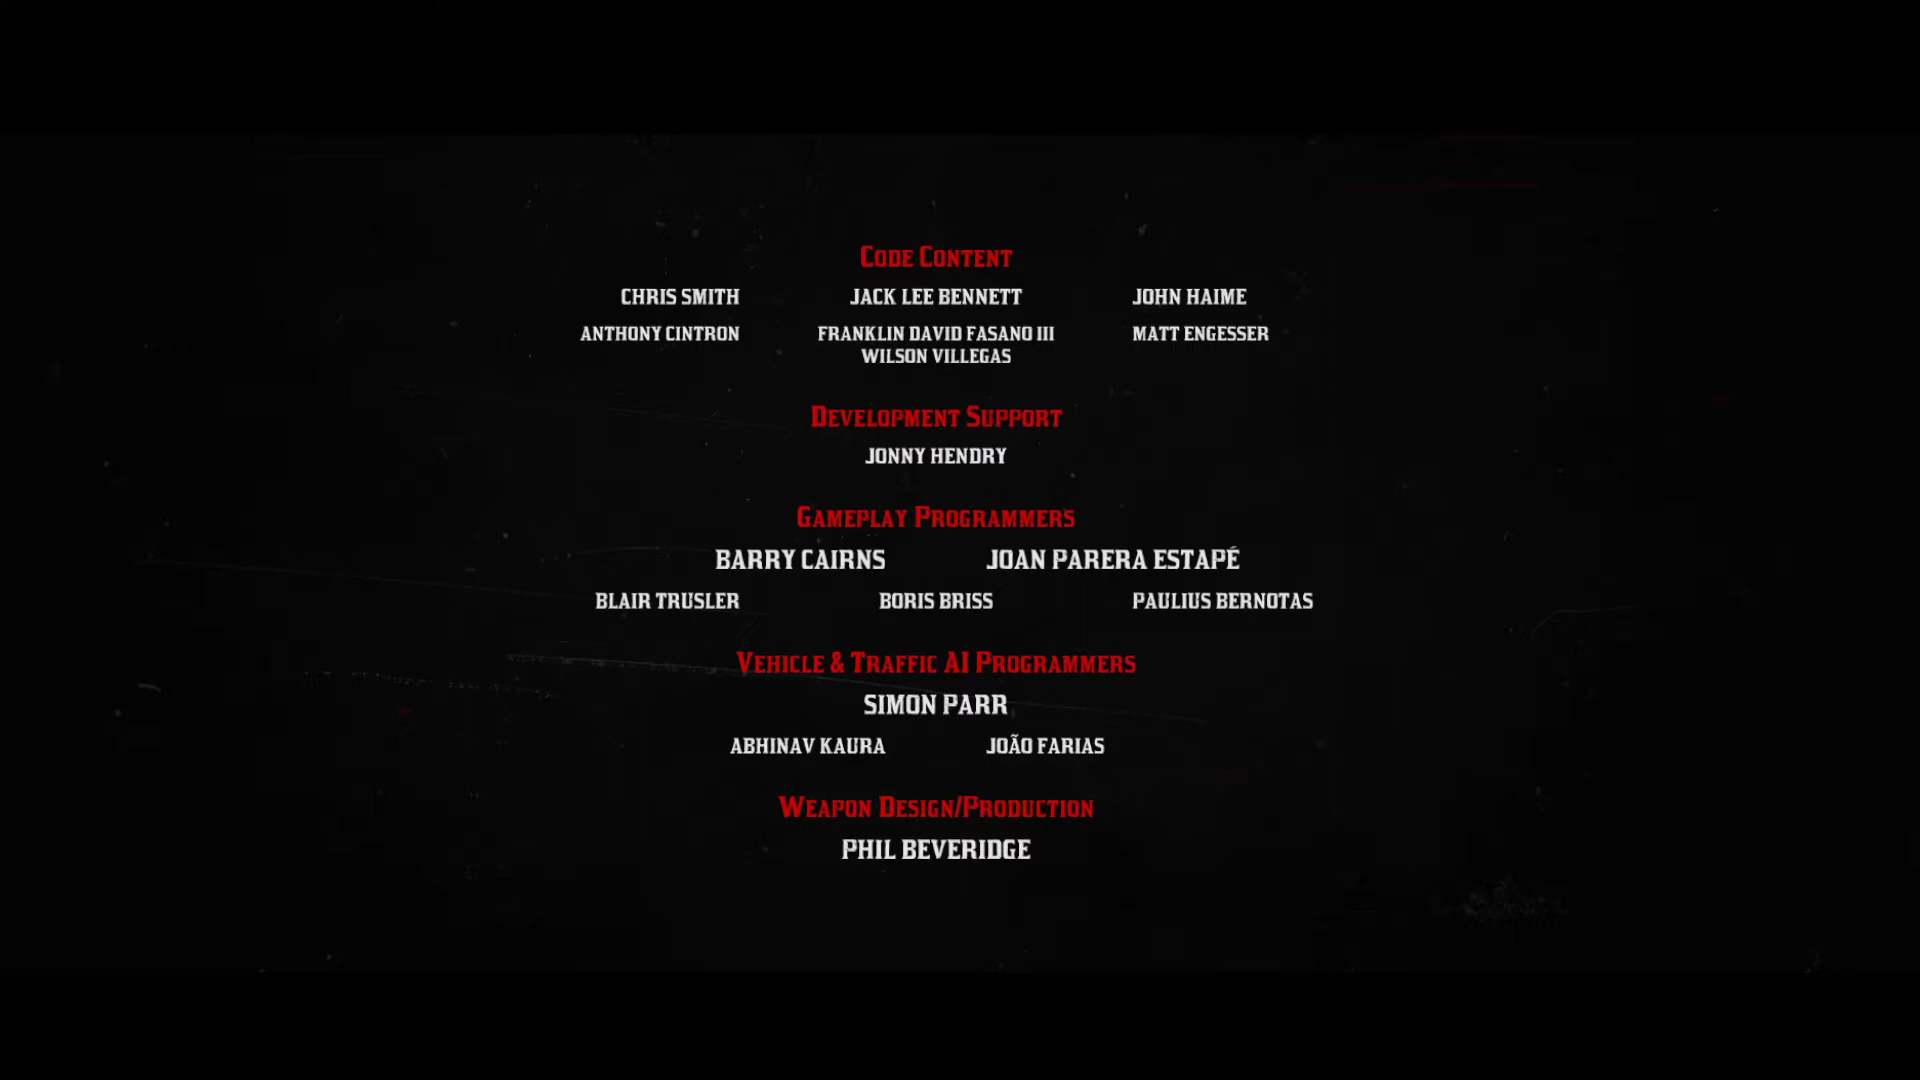 Code Content
CHRIS SMITH JACK LEE BENNETT JOHN HAIME
ANTHONY CINTRON FRANKLIN DAVID FASANO III MATT ENGESSER
WILSON VILLEGAS
Development Support
JONNY HENDRY
Gameplay Programmers
BARRY CAIRNS JOAN PARERA ESTAPÉ
BLAIR TRUSLER BORIS BRISS PAULIUS BERNOTAS
Vehicle & Traffic AI Programmers
SIMON PARR
ABHINAV KAURA JOÃO FARIAS
Weapon Design/Production
PHIL BEVERIDGE